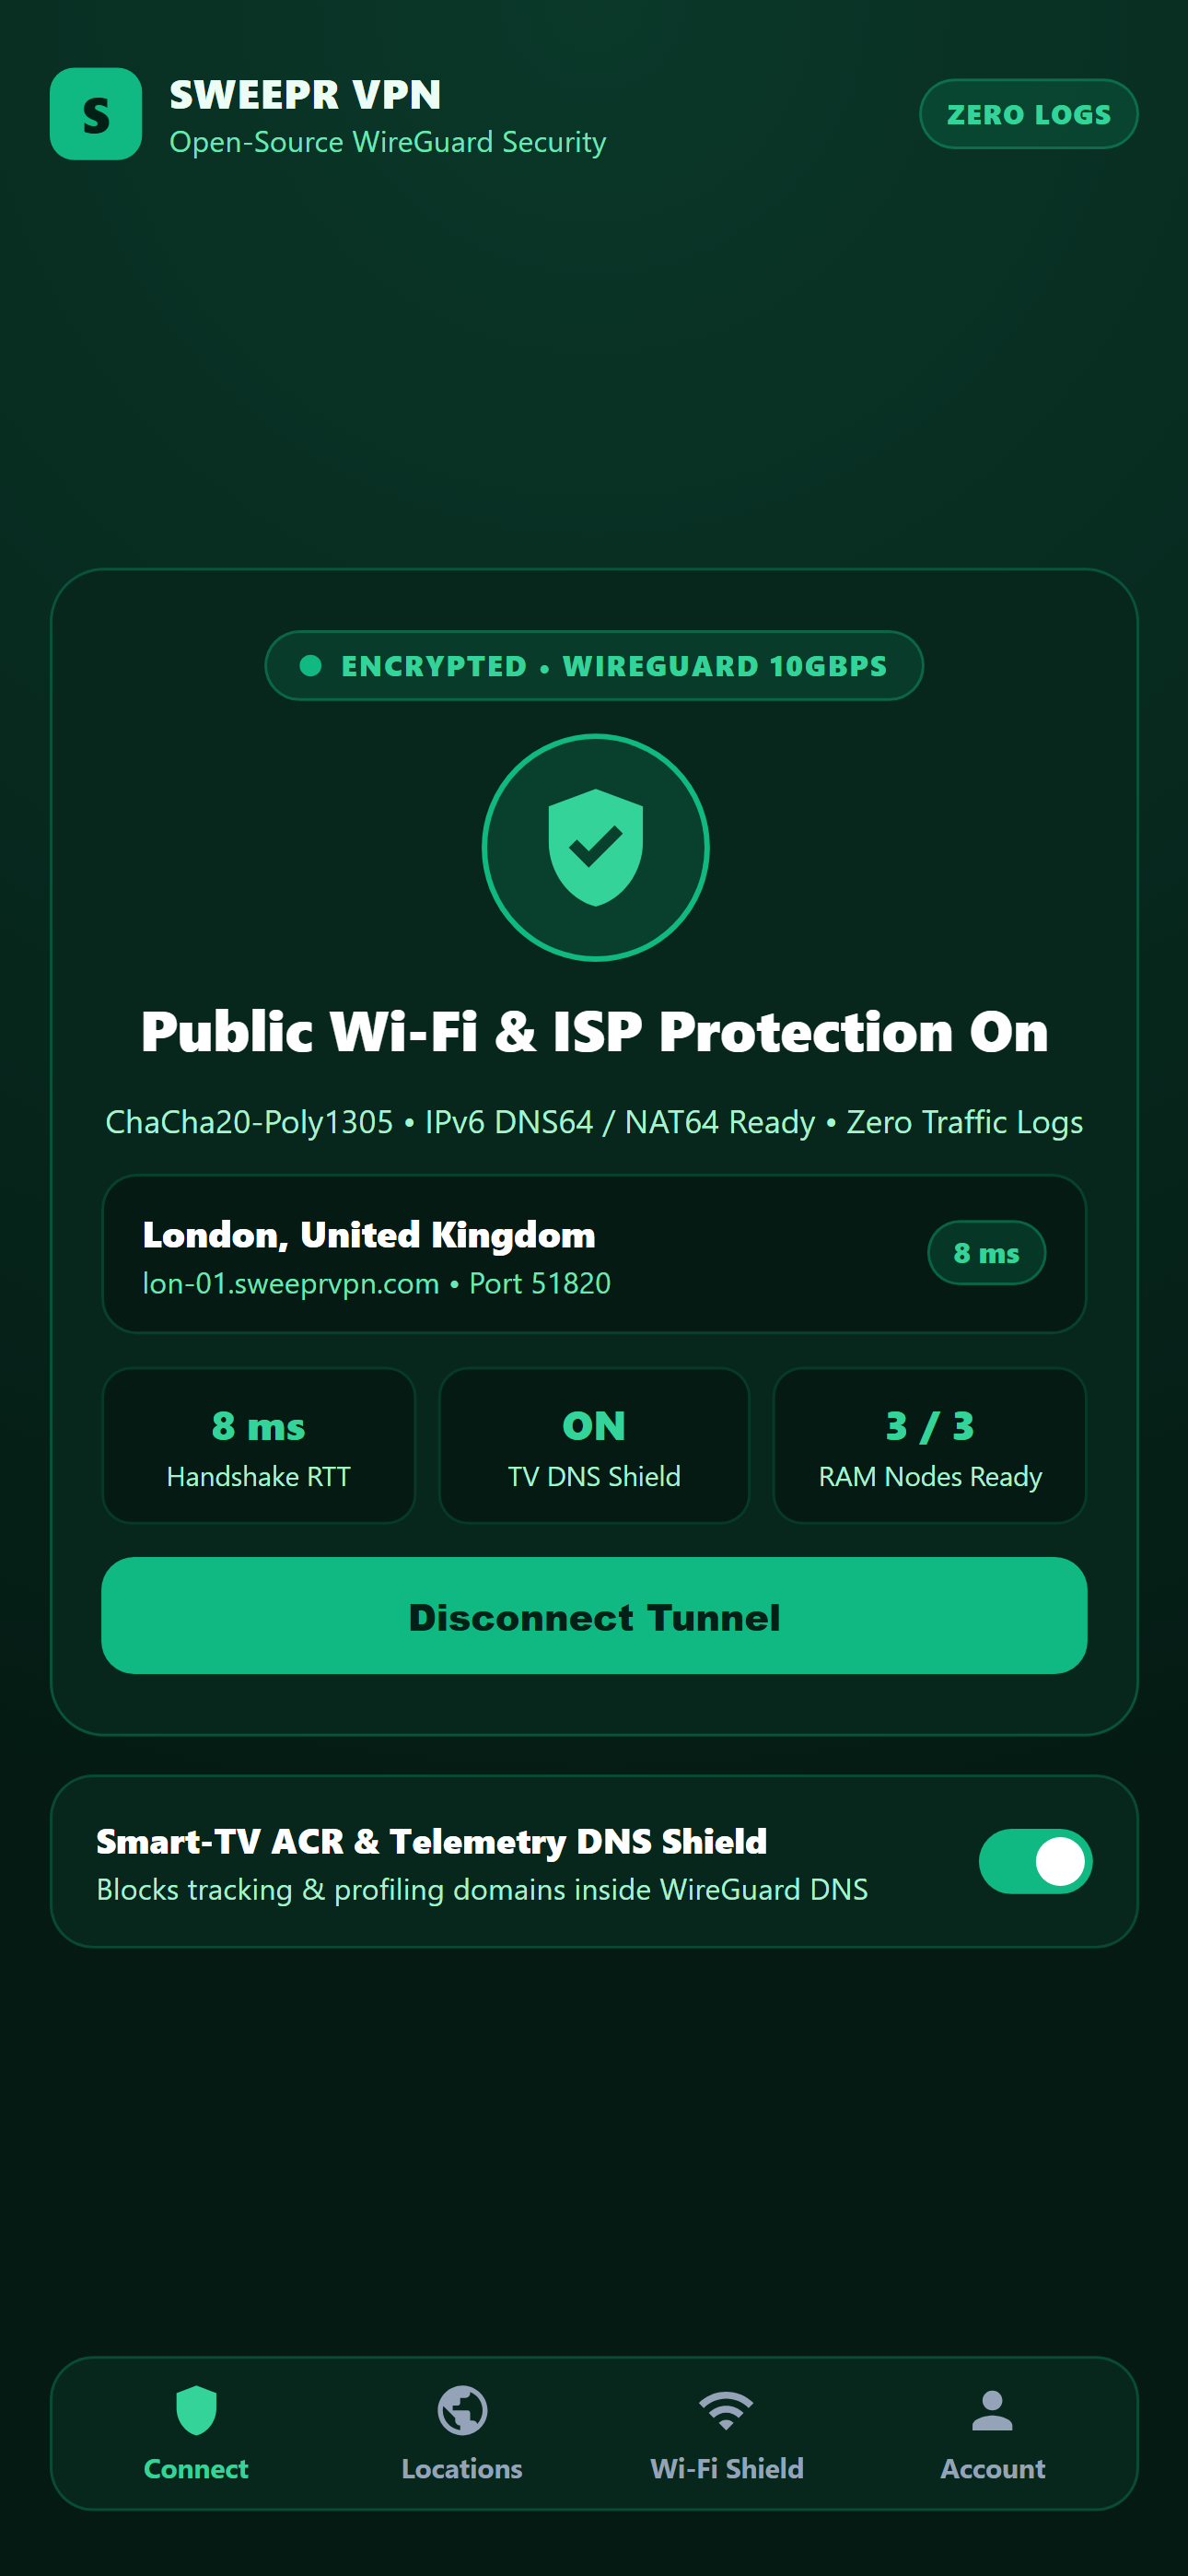 S
SWEEPR VPN
Open-Source WireGuard Security
ZERO LOGS
ENCRYPTED • WIREGUARD 10GBPS
Public Wi-Fi & ISP Protection On
ChaCha20-Poly1305 • IPv6 DNS64 / NAT64 Ready • Zero Traffic Logs
London, United Kingdom
lon-01.sweeprvpn.com • Port 51820
8 ms
8 ms
Handshake RTT
ON
TV DNS Shield
3 / 3
RAM Nodes Ready
Disconnect Tunnel
Smart-TV ACR & Telemetry DNS Shield
Blocks tracking & profiling domains inside WireGuard DNS
Connect
Locations
Wi-Fi Shield
Account